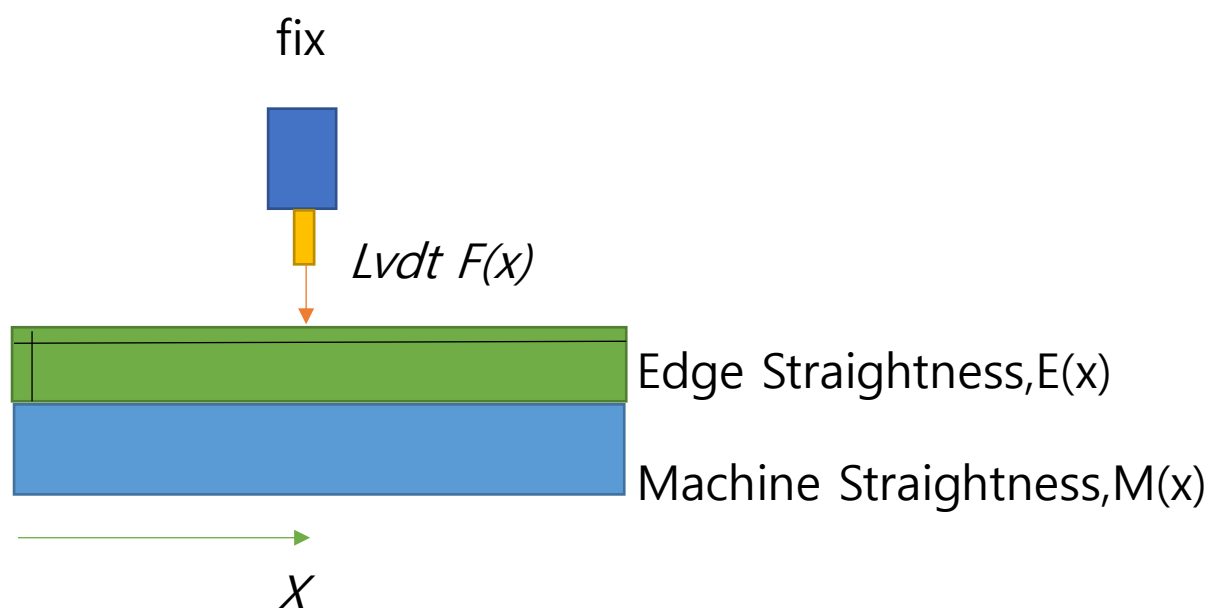 fix
Lvdt F(x)
Edge Straightness,E(x)
Machine Straightness,M(x)
X